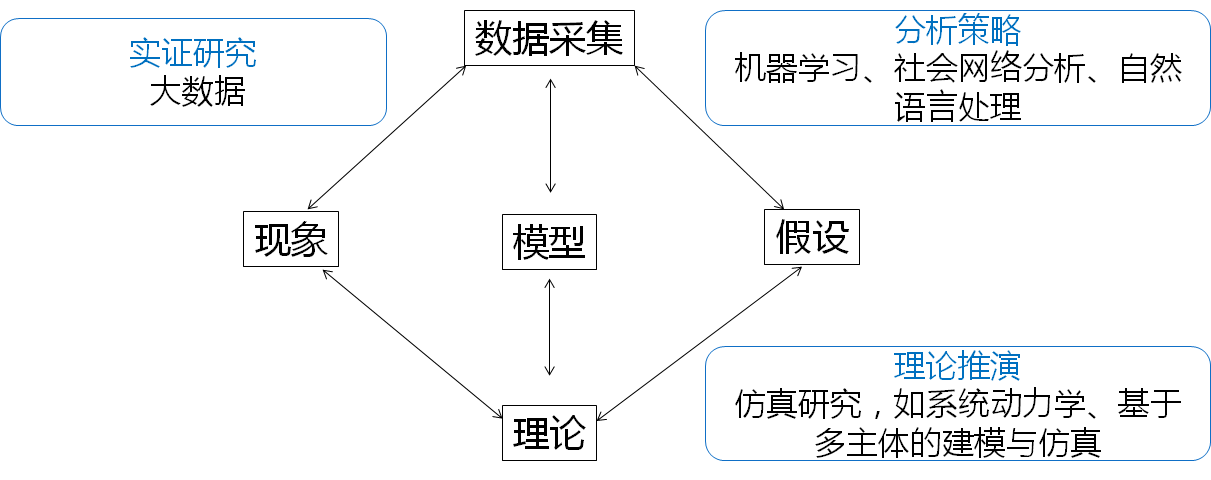 数据采集
实证研究
大数据
分析策略
机器学习、社会网络分析、自然
语言处理
现象
模型
假设
理论推演
仿真研究，如系统动力学、基于
多主体的建模与仿真
理论